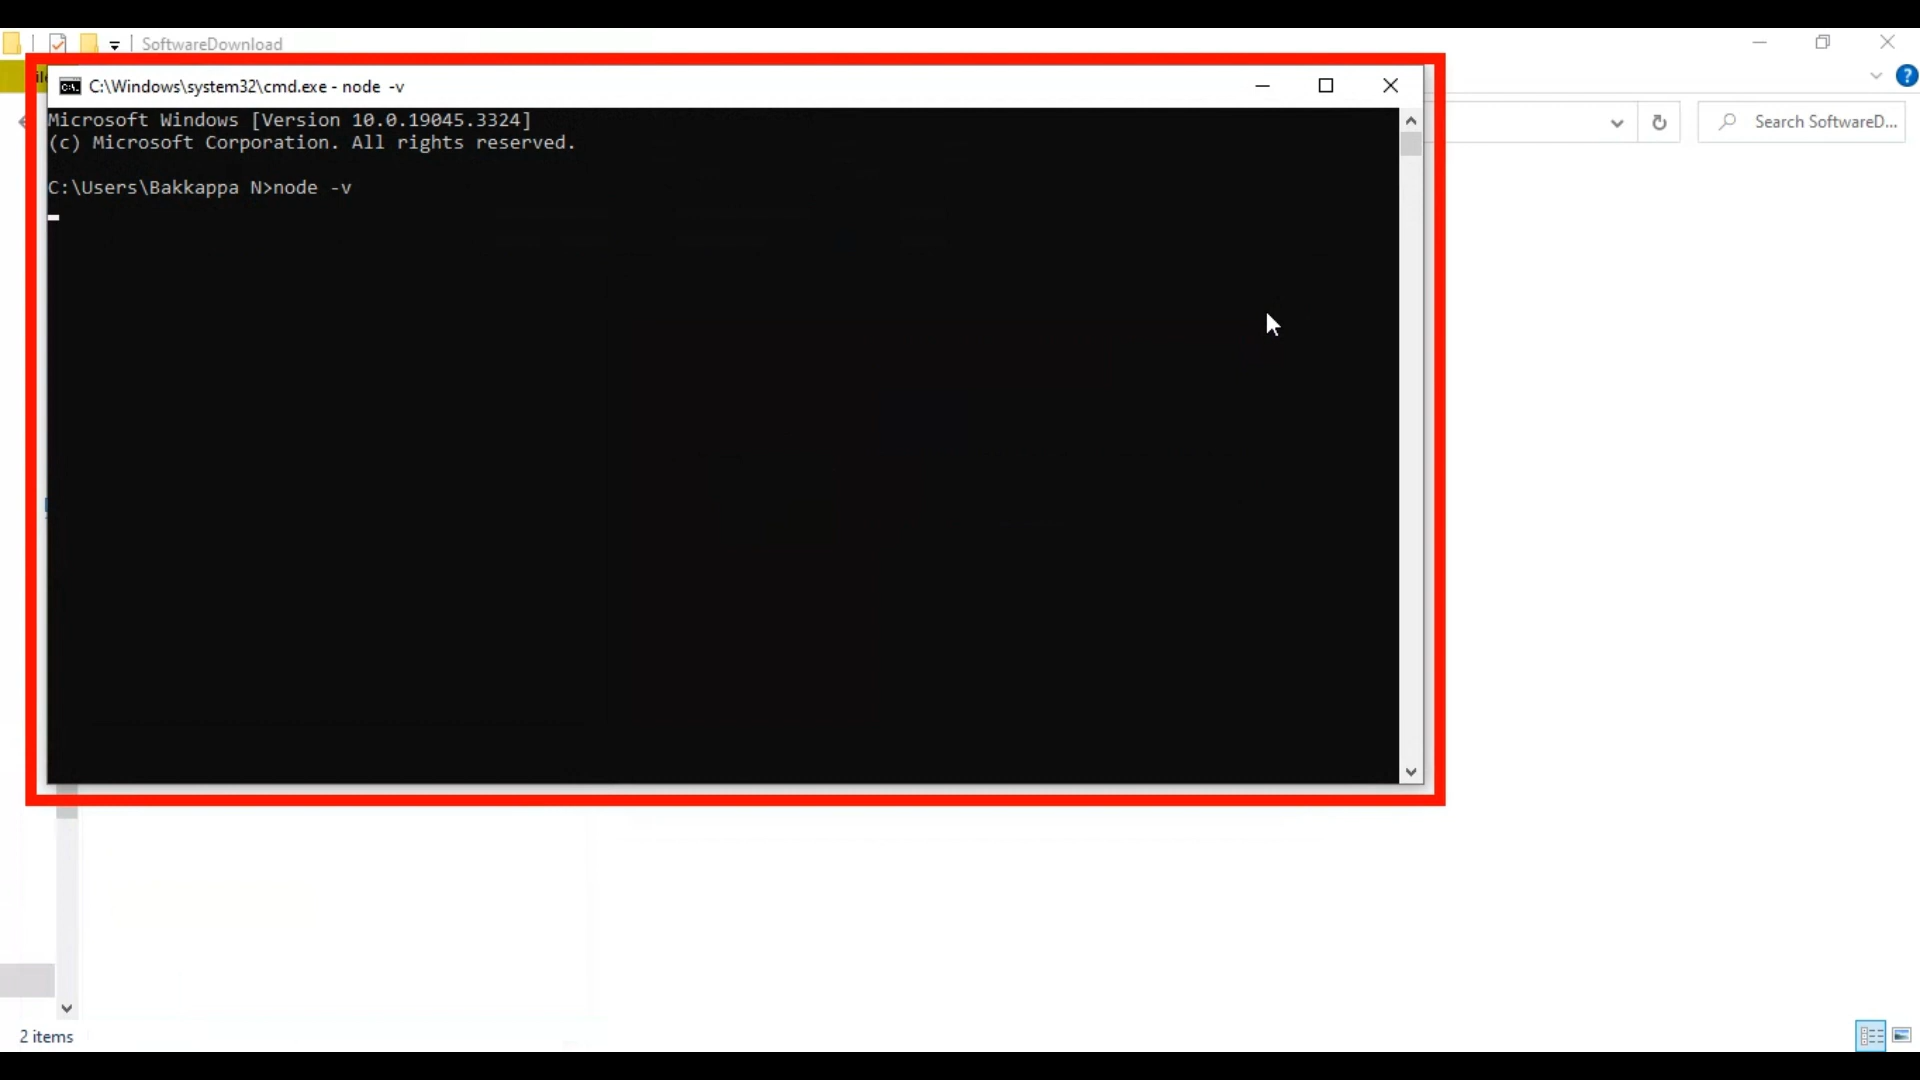 SoftwareDownload
C:\Windows\system32\cmd.exe - node -v
Microsoft Windows [Version 10.0.19045.3324]
(c) Microsoft Corporation. All rights reserved.
Search SoftwareD...
C:\Users\Bakkappa N>node -v
2 items